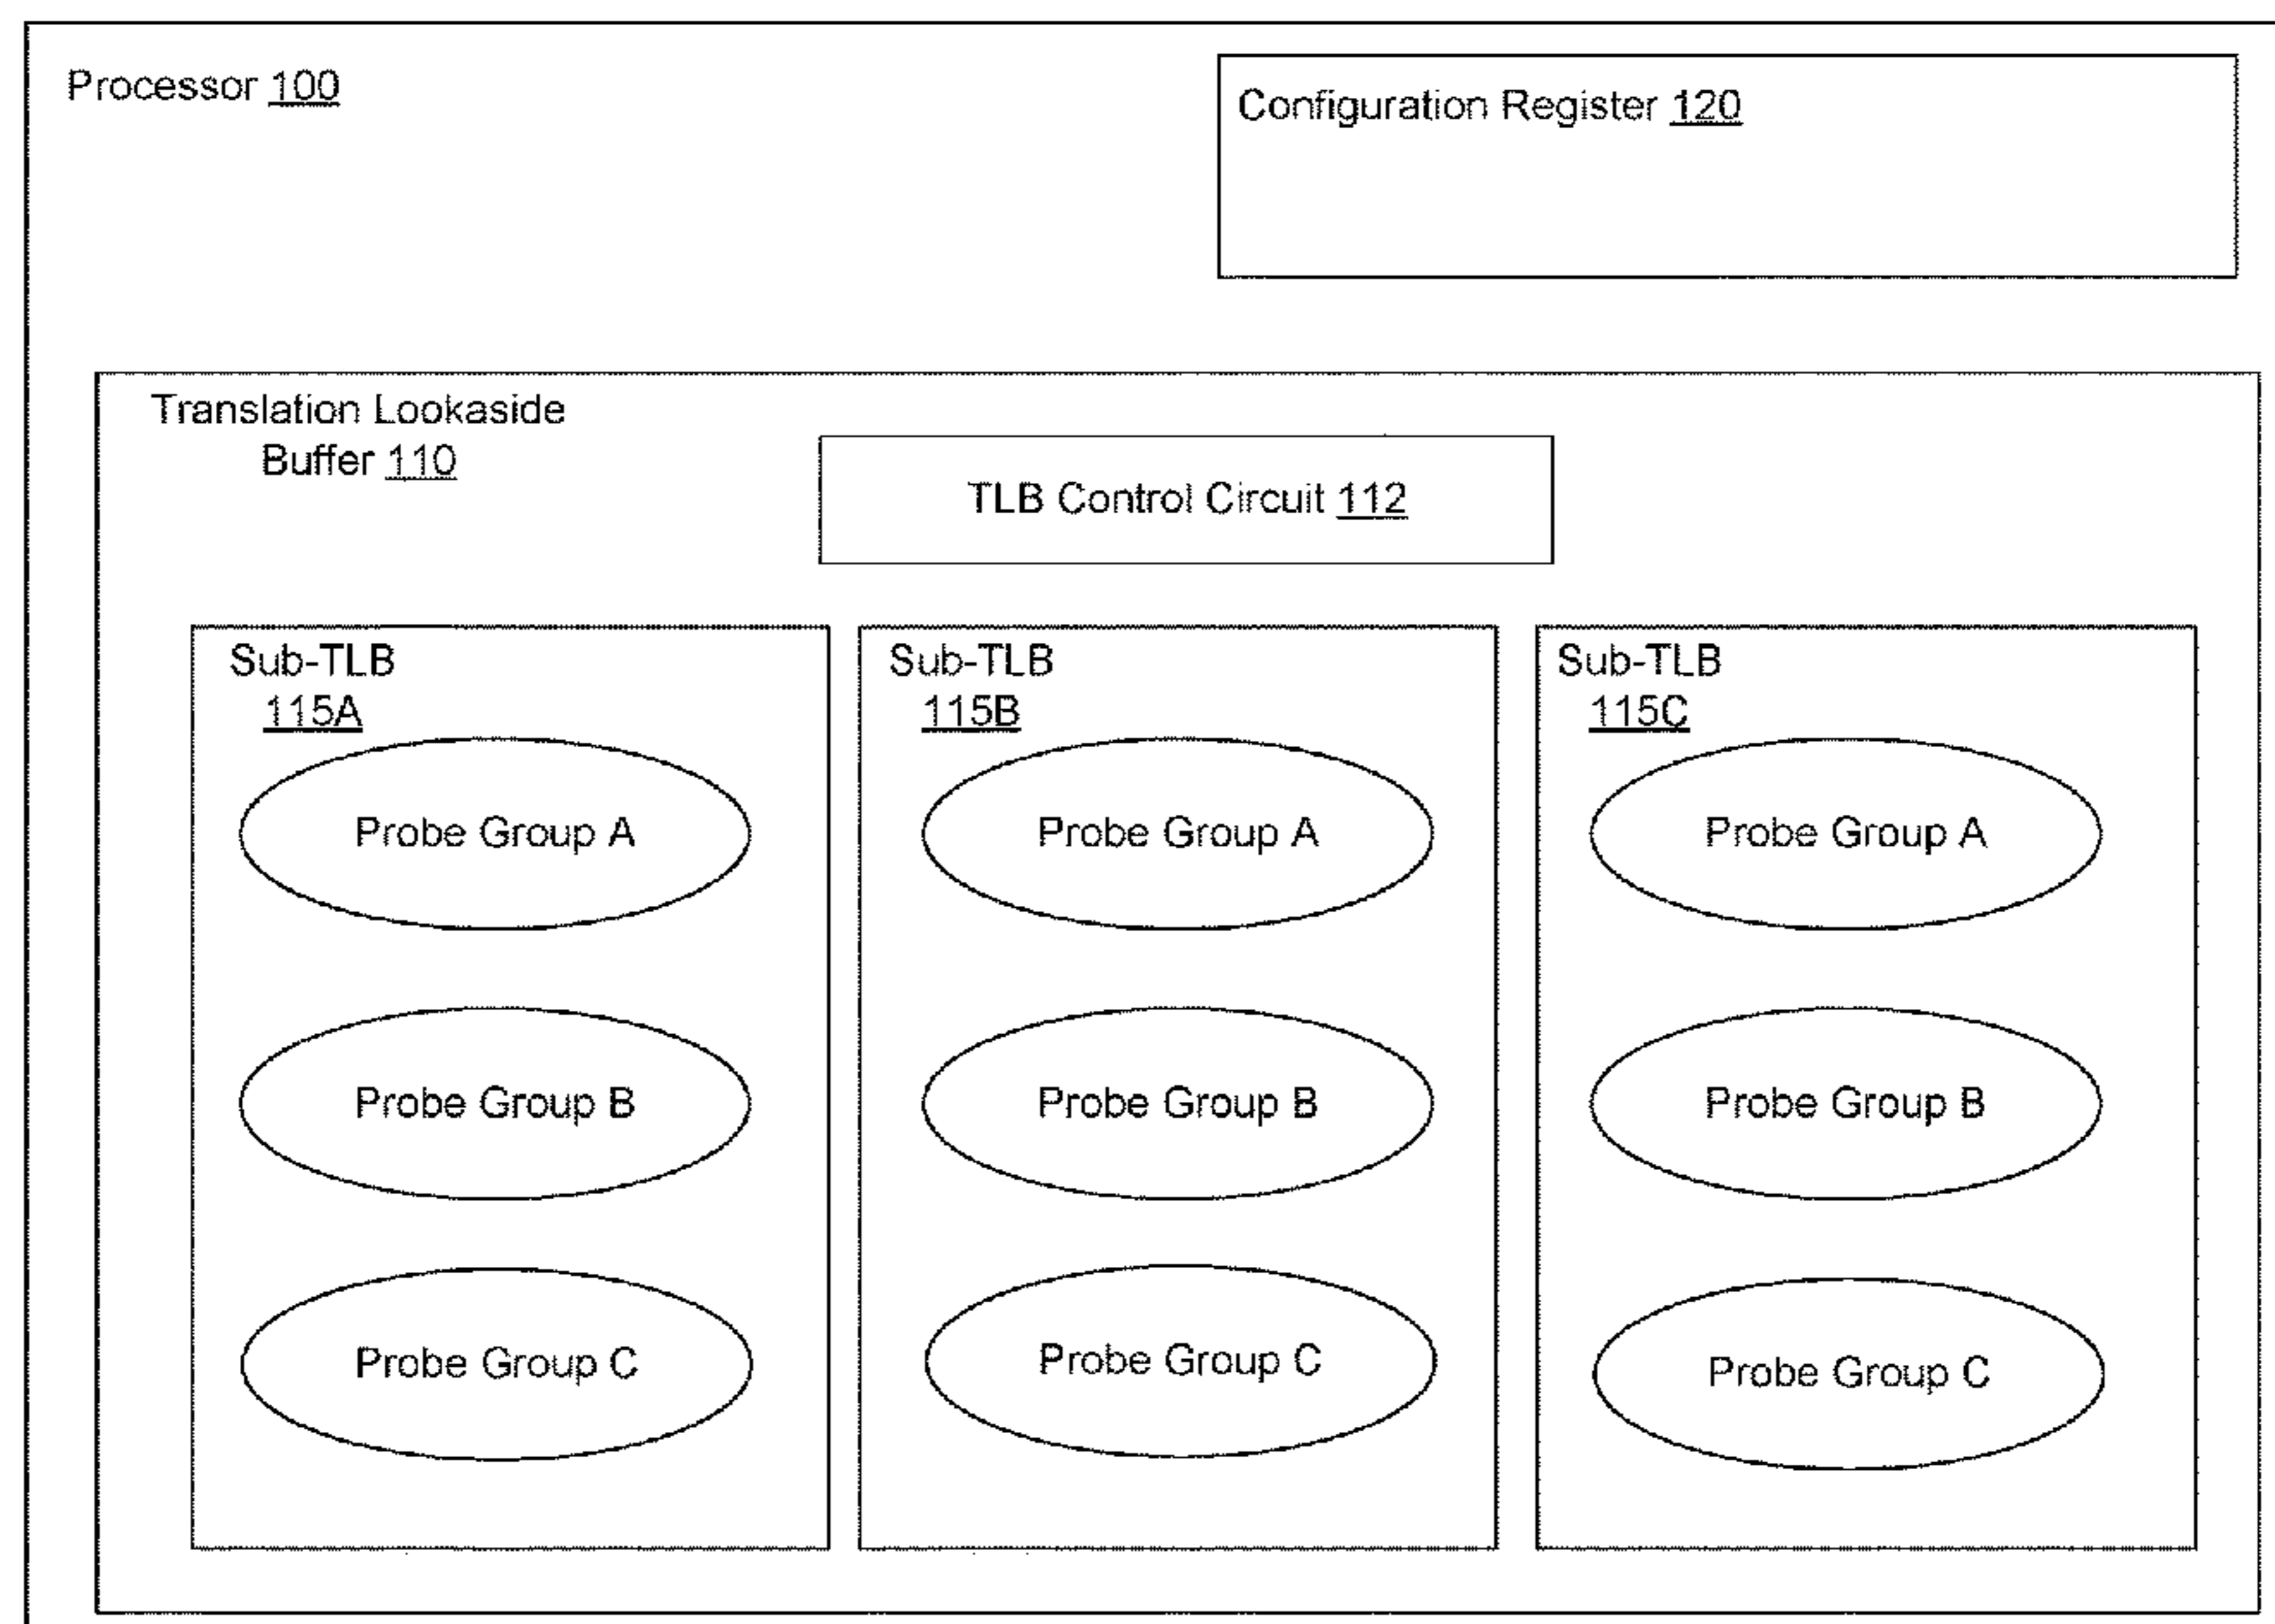 Processor 100
Configuration Register 120
Translation Lookaside
Buffer 110
TLB Control Circuit 112
Sub-TLB
115A
Probe Group A
Probe Group B
Probe Group C
Sub-TLB
115B
Probe Group A
Probe Group B
Probe Group C
Sub-TLB
115C
Probe Group A
Probe Group B
Probe Group C